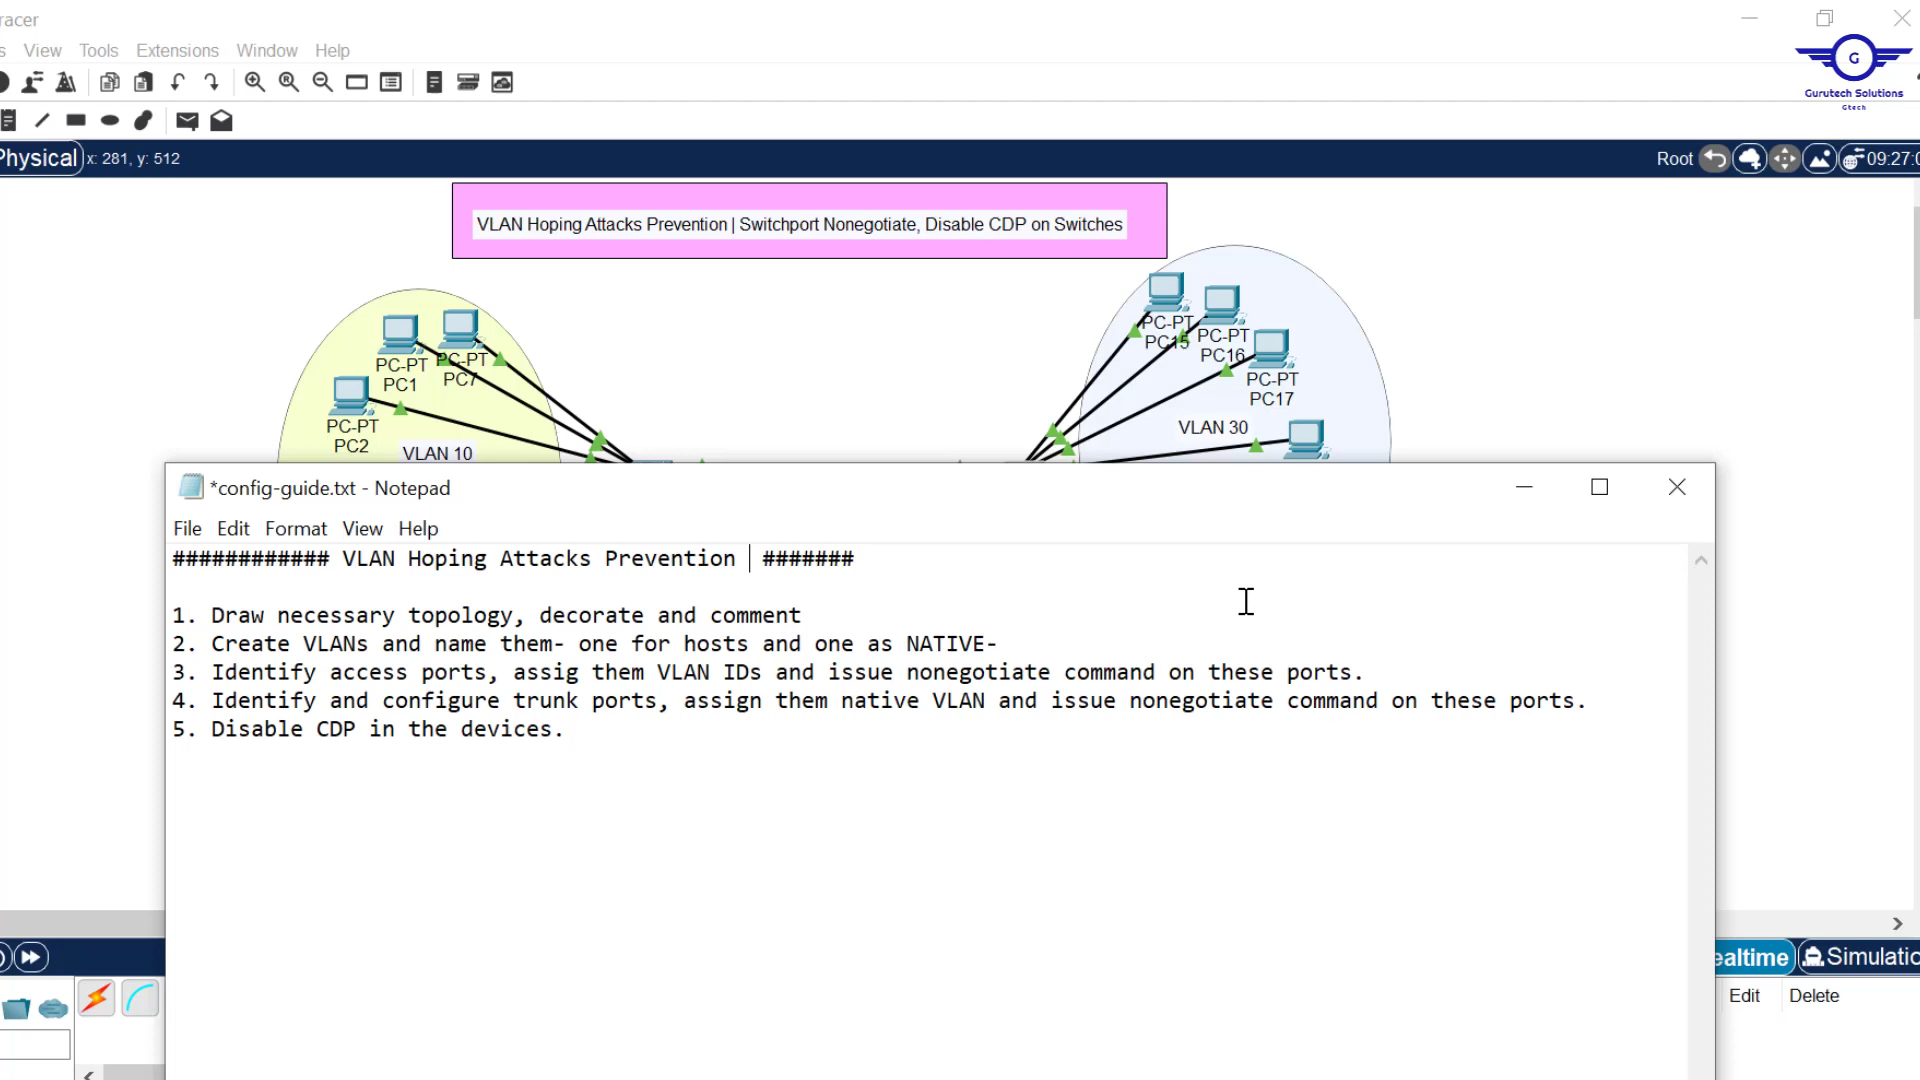 racer
s View Tools Extensions Window Help
G
Gurutech Solutions
Gtech
Physical x: 281, y: 512
Root 09:27:0
VLAN Hoping Attacks Prevention | Switchport Nonegotiate, Disable CDP on Switches
PC-PT
PC1
PC-PT
PC7
PC-PT
PC2
VLAN 10
PC-PT
PC15
PC-PT
PC16
PC-PT
PC17
VLAN 30
*config-guide.txt - Notepad
File Edit Format View Help
############ VLAN Hoping Attacks Prevention #######
1. Draw necessary topology, decorate and comment
2. Create VLANs and name them- one for hosts and one as NATIVE-
3. Identify access ports, assig them VLAN IDs and issue nonegotiate command on these ports.
4. Identify and configure trunk ports, assign them native VLAN and issue nonegotiate command on these ports.
5. Disable CDP in the devices.
ealtime Simulatio
Edit Delete